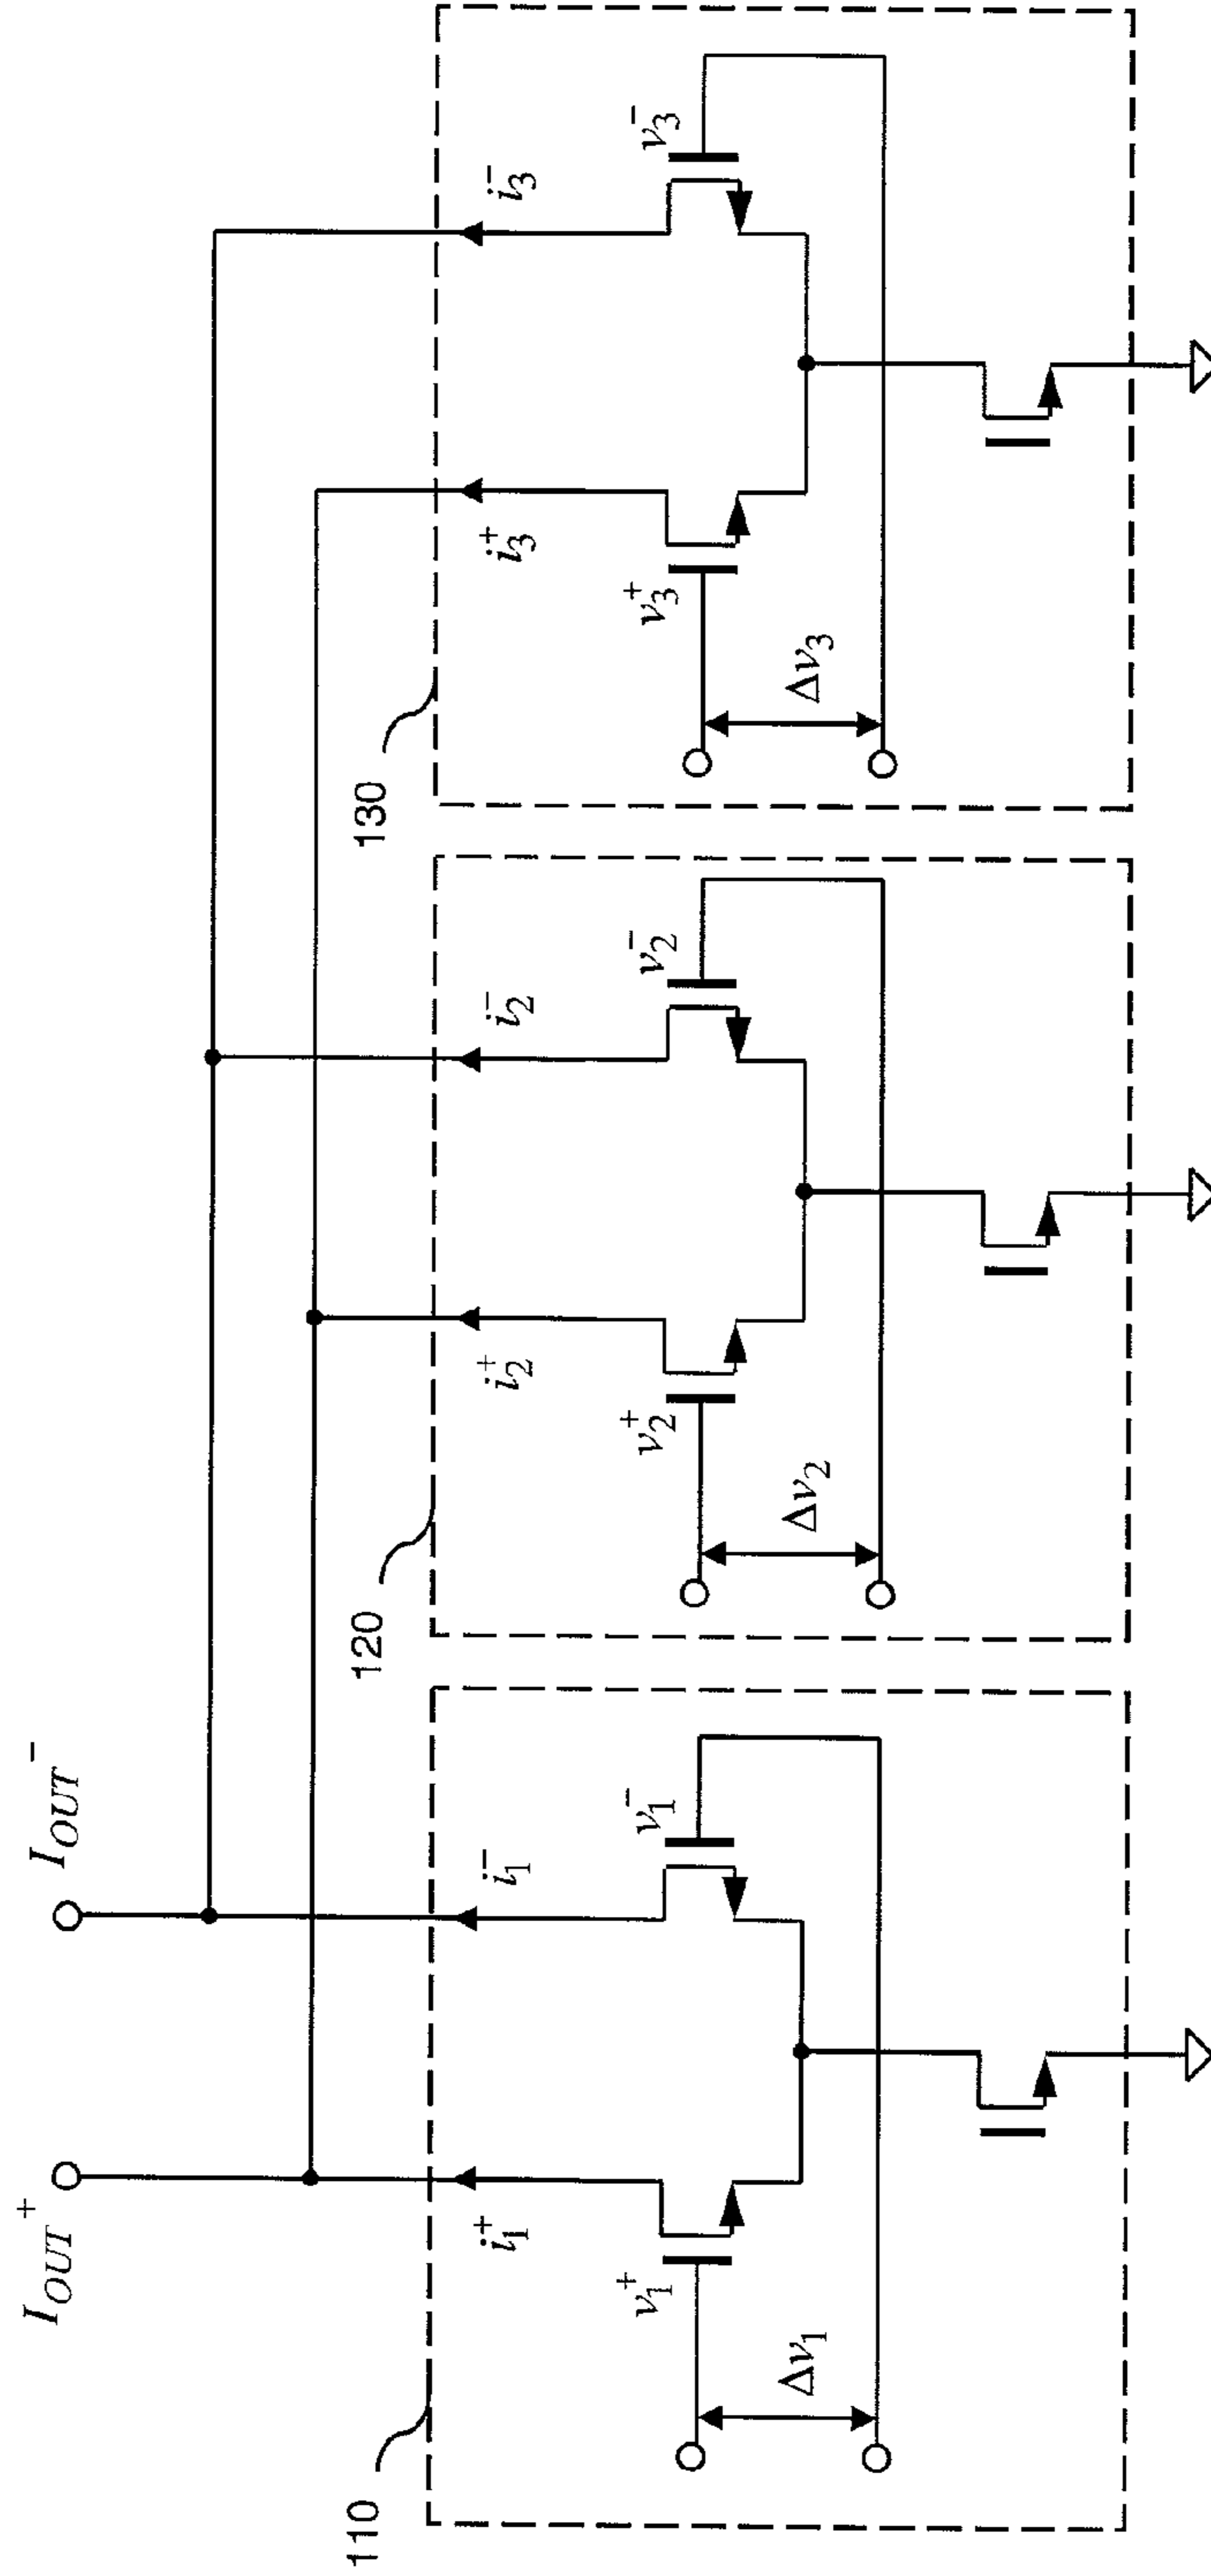 I_OUT^+ I_OUT^-
110 120 130
i_1^+ i_1^- i_2^+ i_2^- i_3^+ i_3^-
v_1^+ v_1^- v_2^+ v_2^- v_3^+ v_3^-
Δv_1 Δv_2 Δv_3